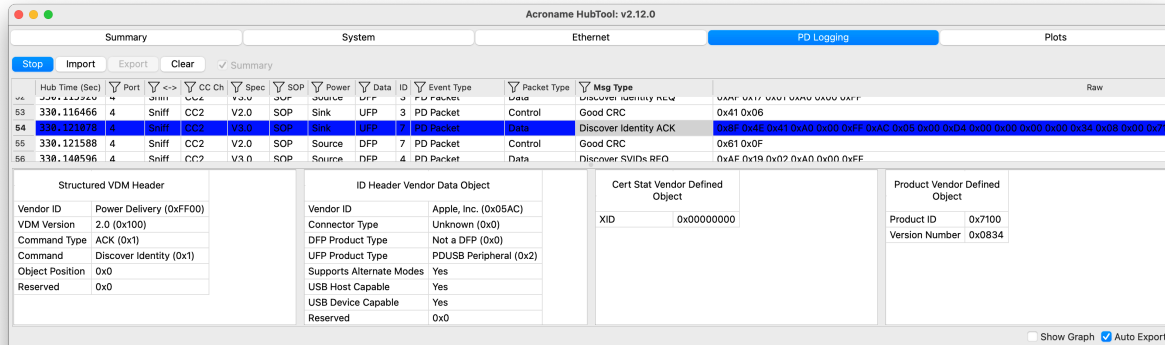 Acroname HubTool: v2.12.0
Summary System Ethernet PD Logging Plots
Stop Import Export Clear Summary
Hub Time (Sec) Port <-> CC Ch Spec SOP Power Data ID Event Type Packet Type Msg Type Raw
52 330.115926 4 Sniff CC2 V3.0 SOP Source DFP 3 PD Packet Data Discover Identity REQ 0xAF 0x17 0x01 0xA0 0x00 0xFF
53 330.116466 4 Sniff CC2 V2.0 SOP Sink UFP 3 PD Packet Control Good CRC 0x41 0x06
54 330.121078 4 Sniff CC2 V3.0 SOP Sink UFP 7 PD Packet Data Discover Identity ACK 0x8F 0x4E 0x41 0xA0 0x00 0xFF 0xAC 0x05 0x00 0xD4 0x00 0x00 0x00 0x00 0x34 0x08 0x00 0x7
55 330.121588 4 Sniff CC2 V2.0 SOP Source DFP 7 PD Packet Control Good CRC 0x61 0x0F
56 330.140596 4 Sniff CC2 V3.0 SOP Source DFP 4 PD Packet Data Discover SVIDs REQ 0xAF 0x19 0x02 0xA0 0x00 0xFF
Structured VDM Header
Vendor ID Power Delivery (0xFF00)
VDM Version 2.0 (0x100)
Command Type ACK (0x1)
Command Discover Identity (0x1)
Object Position 0x0
Reserved 0x0
ID Header Vendor Data Object
Vendor ID Apple, Inc. (0x05AC)
Connector Type Unknown (0x0)
DFP Product Type Not a DFP (0x0)
UFP Product Type PDUSB Peripheral (0x2)
Supports Alternate Modes Yes
USB Host Capable Yes
USB Device Capable Yes
Reserved 0x0
Cert Stat Vendor Defined
Object
XID 0x00000000
Product Vendor Defined
Object
Product ID 0x7100
Version Number 0x0834
Show Graph Auto Export